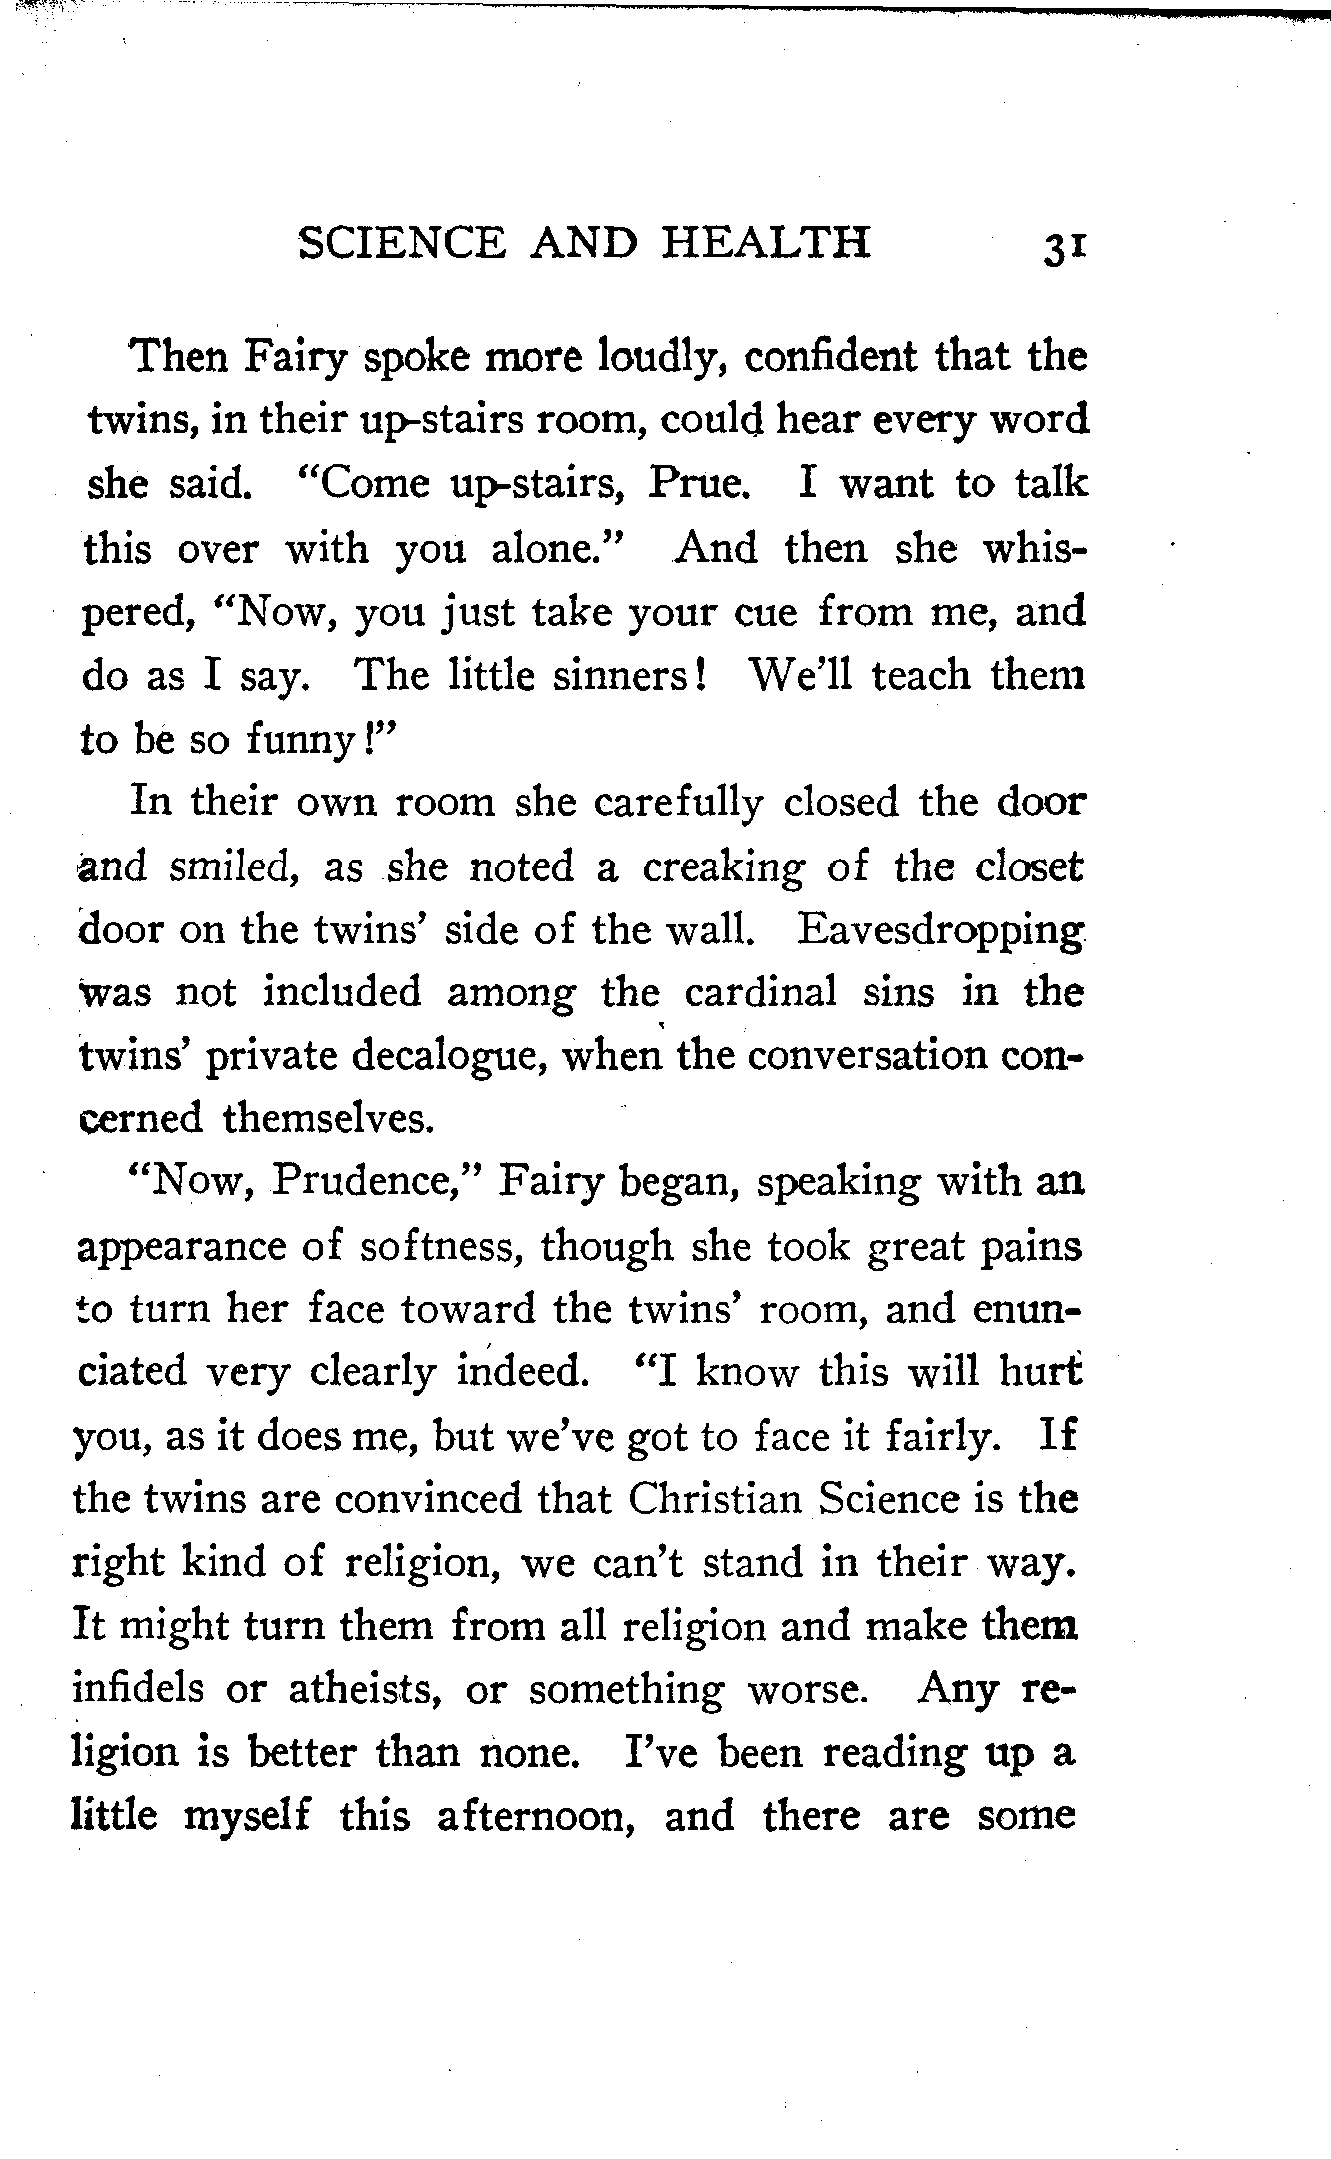 SCIENCE AND HEALTH 31
Then Fairy spoke more loudly, confident that the
twins, in their up-stairs room, could hear every word
she said. "Come up-stairs, Prue. I want to talk
this over with you alone." And then she whis-
pered, "Now, you just take your cue from me, and
do as I say. The little sinners! We'll teach them
to be so funny!"
In their own room she carefully closed the door
and smiled, as she noted a creaking of the closet
door on the twins' side of the wall. Eavesdropping
was not included among the cardinal sins in the
twins' private decalogue, when the conversation con-
cerned themselves.
"Now, Prudence," Fairy began, speaking with an
appearance of softness, though she took great pains
to turn her face toward the twins' room, and enun-
ciated very clearly indeed. "I know this will hurt
you, as it does me, but we've got to face it fairly. If
the twins are convinced that Christian Science is the
right kind of religion, we can't stand in their way.
It might turn them from all religion and make them
infidels or atheists, or something worse. Any re-
ligion is better than none. I've been reading up a
little myself this afternoon, and there are some